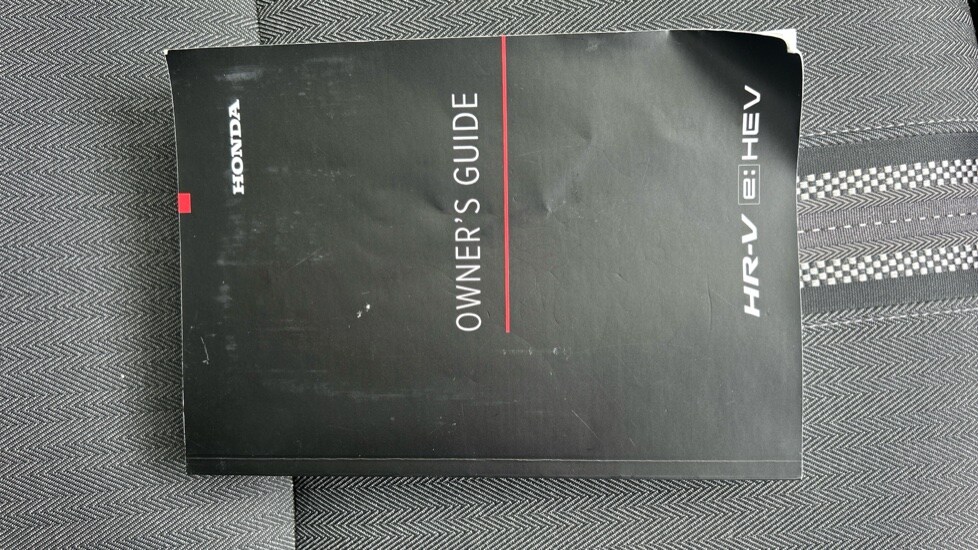 HONDA
OWNER'S GUIDE
HR-V e:HEV